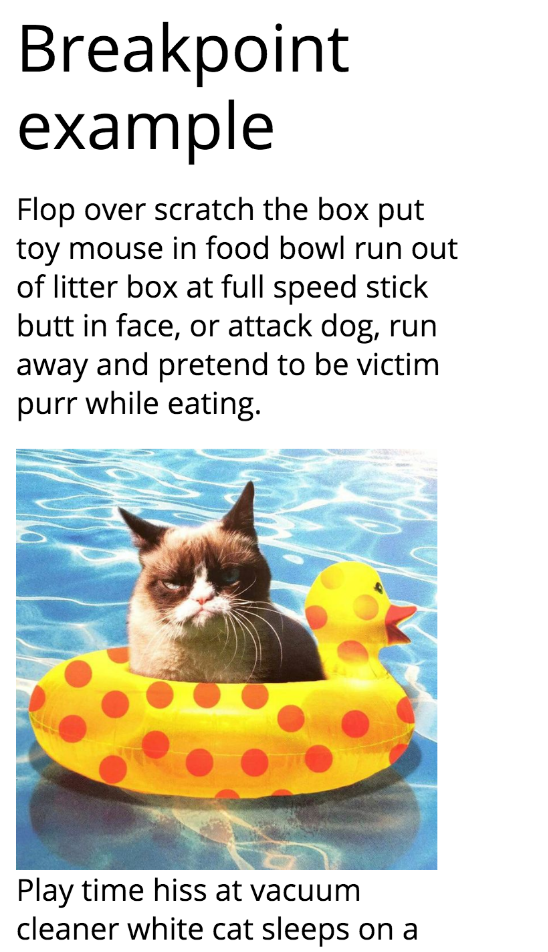 Breakpoint
example
Flop over scratch the box put
toy mouse in food bowl run out
of litter box at full speed stick
butt in face, or attack dog, run
away and pretend to be victim
purr while eating.
Play time hiss at vacuum
cleaner white cat sleeps on a